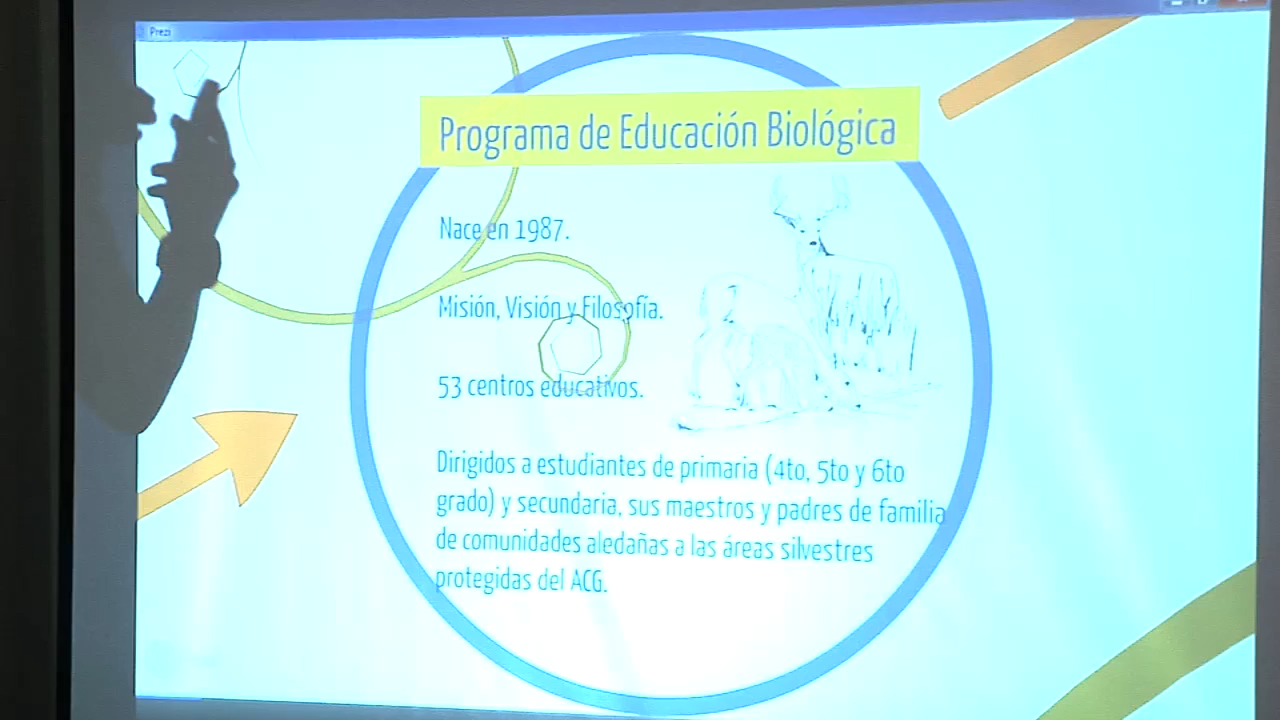 Prezi
Programa de Educación Biológica
Nace en 1987.
Misión, Visión y Filosofía.
53 centros educativos.
Dirigidos a estudiantes de primaria (4to, 5to y 6to
grado) y secundaria, sus maestros y padres de familia
de comunidades aledañas a las áreas silvestres
protegidas del ACG.